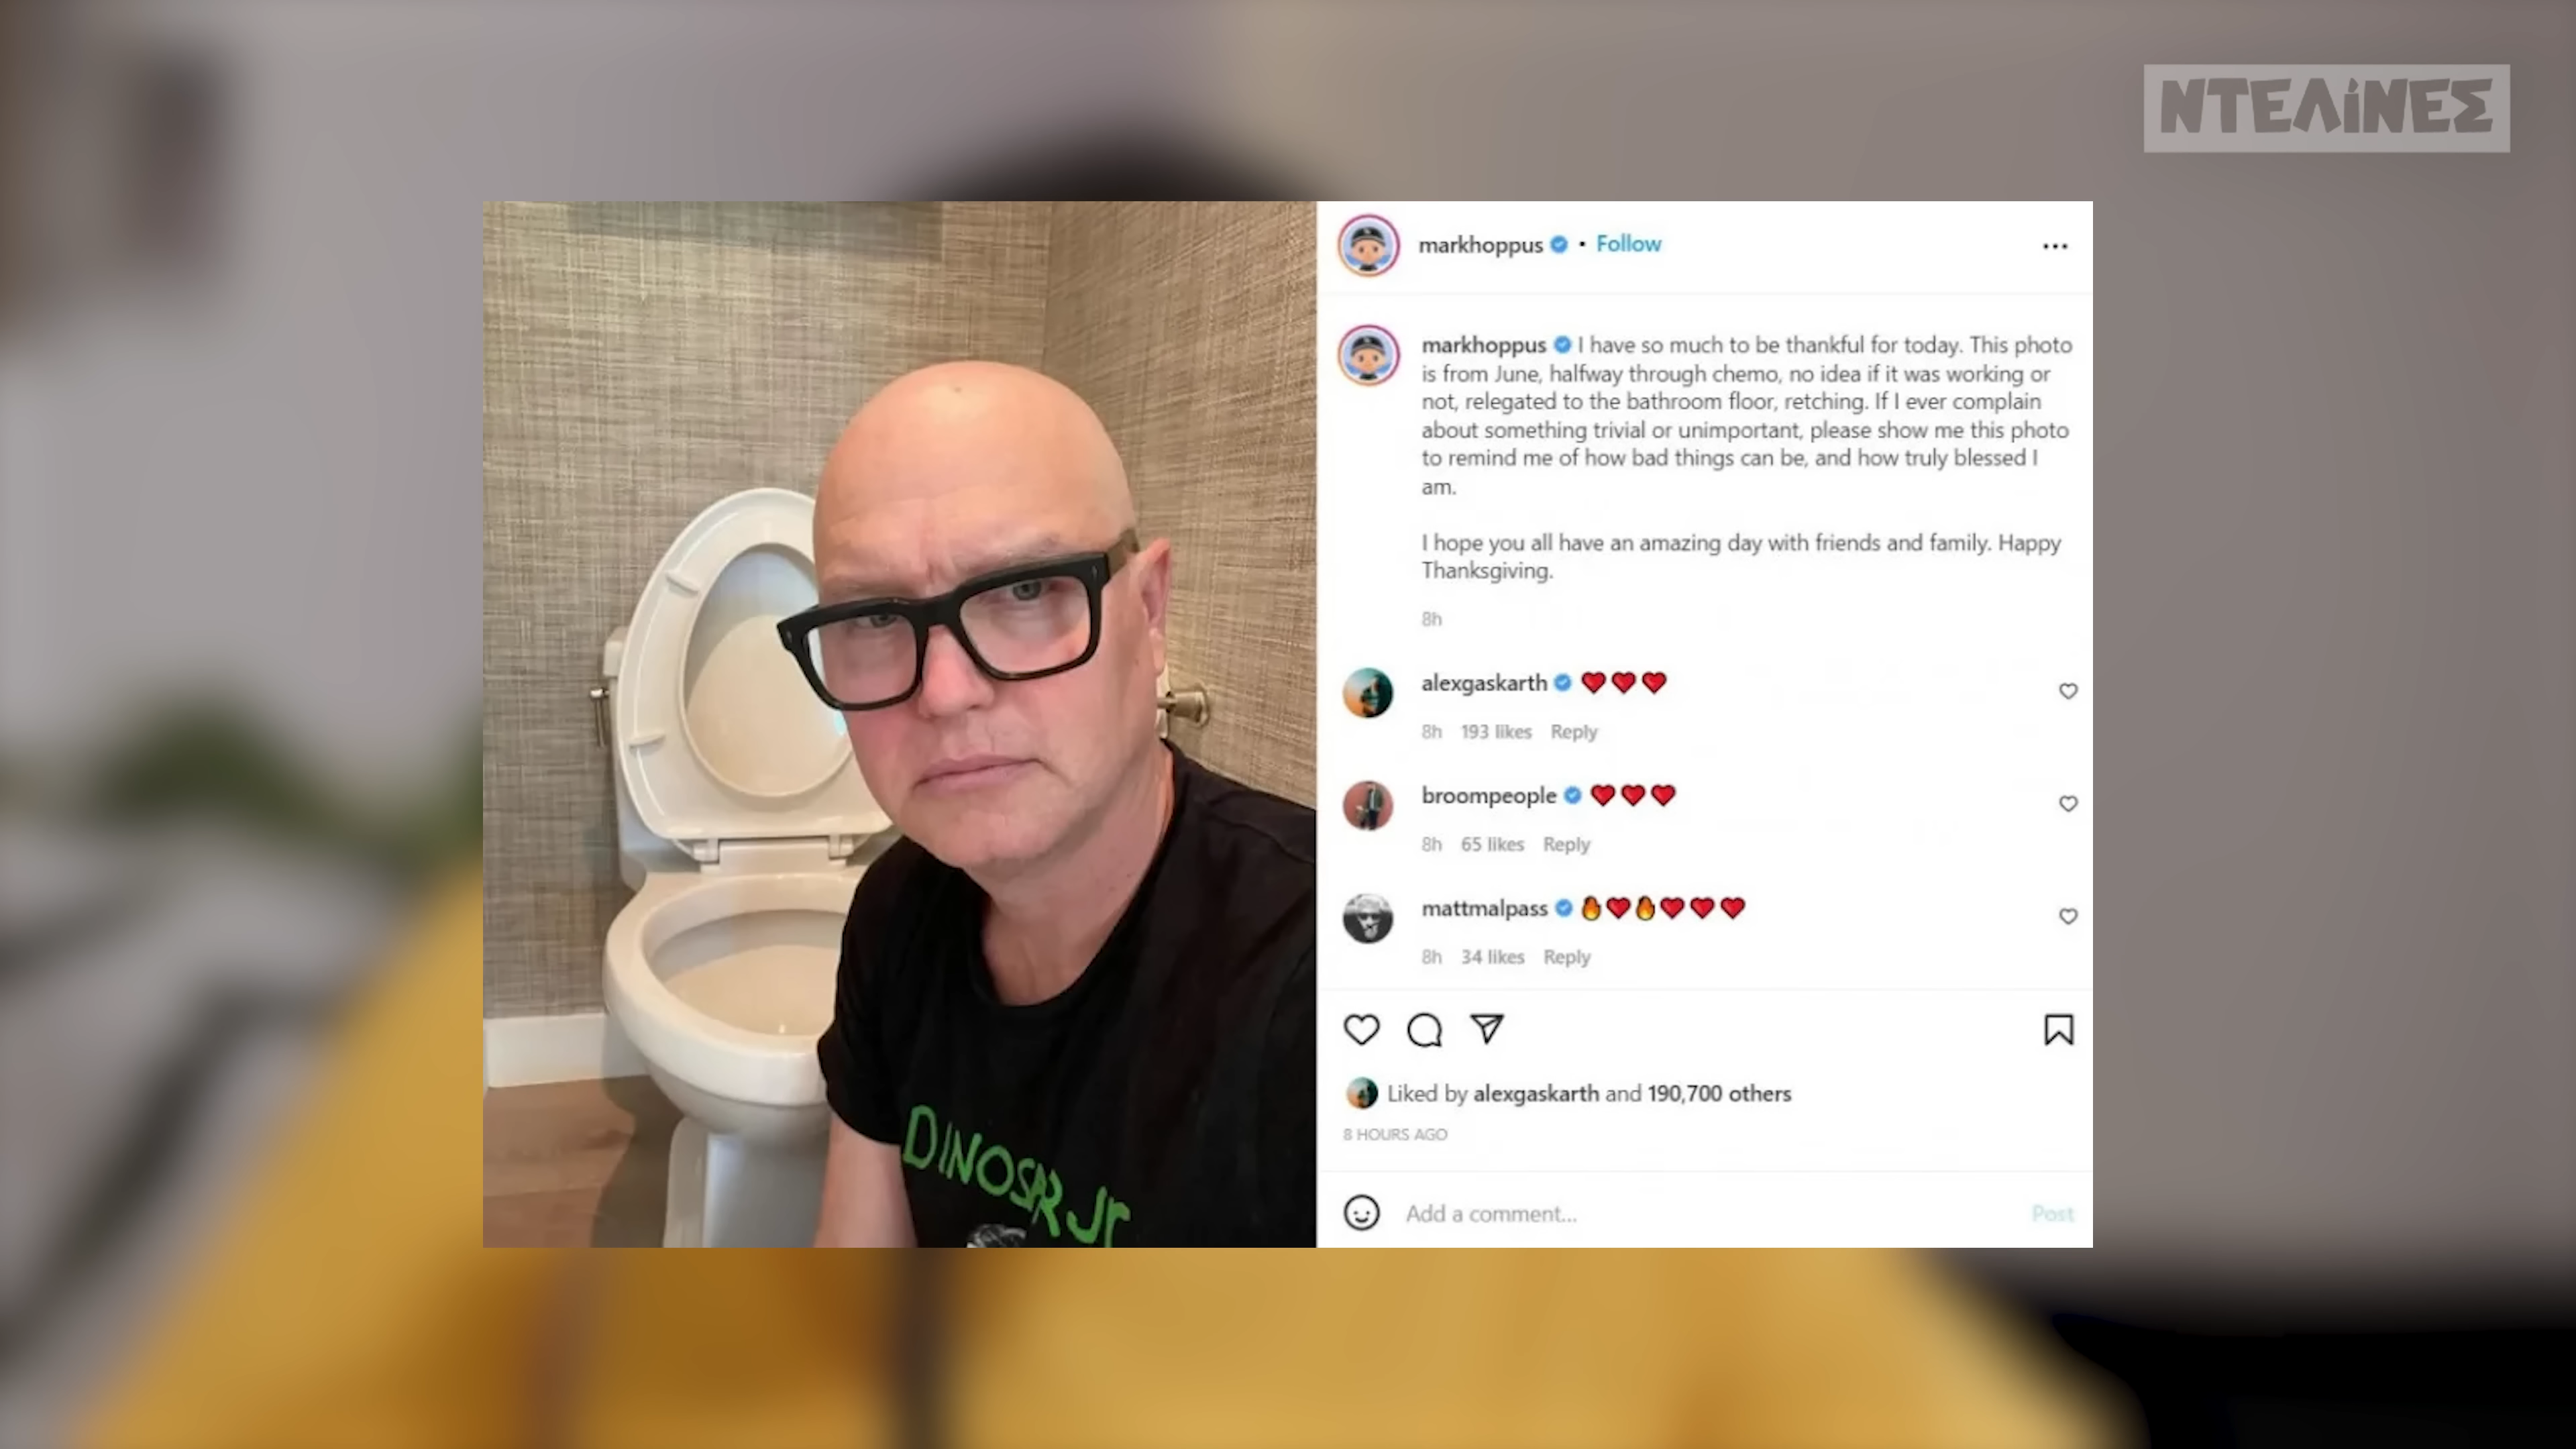 ΝΤΕΛίΝΕΣ
markhoppus • Follow
markhoppus I have so much to be thankful for today. This photo
is from June, halfway through chemo, no idea if it was working or
not, relegated to the bathroom floor, retching. If I ever complain
about something trivial or unimportant, please show me this photo
to remind me of how bad things can be, and how truly blessed I
am.
I hope you all have an amazing day with friends and family. Happy
Thanksgiving.
8h
alexgaskarth ❤️❤️❤️
8h 193 likes Reply
broompeople ❤️❤️❤️
8h 65 likes Reply
mattmalpass 🔥❤️🔥❤️❤️❤️
8h 34 likes Reply
Liked by alexgaskarth and 190,700 others
8 HOURS AGO
Add a comment... Post
DINOSAR Jr